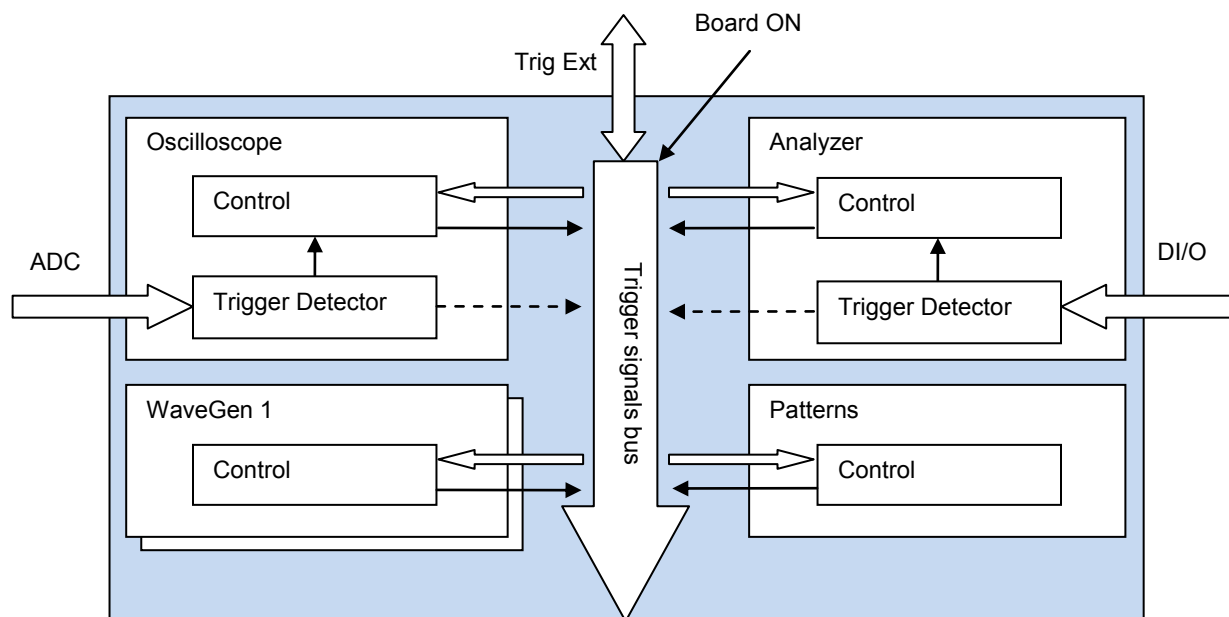 Board ON
Trig Ext
Oscilloscope
Control
ADC
Trigger Detector
Analyzer
Control
DI/O
Trigger Detector
Trigger signals bus
WaveGen 1
Control
Patterns
Control